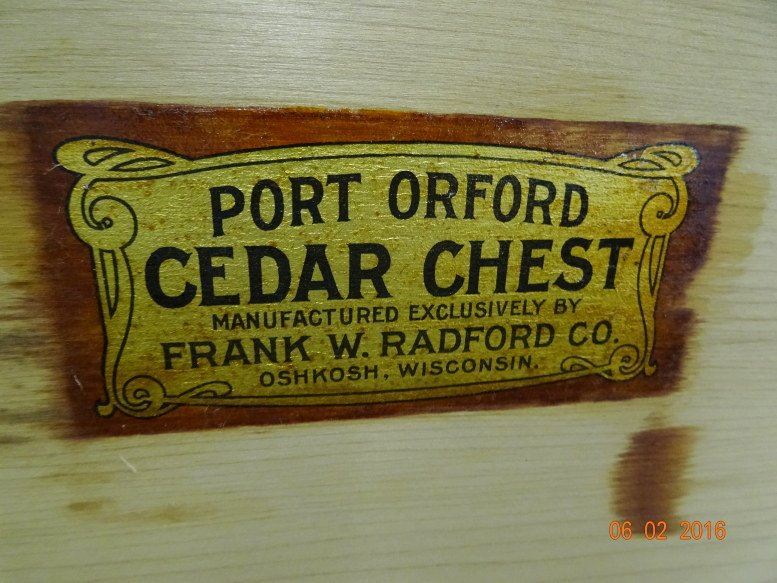 PORT ORFORD
CEDAR CHEST
MANUFACTURED EXCLUSIVELY BY
FRANK W. RADFORD CO.
OSHKOSH, WISCONSIN.
06 02 2016